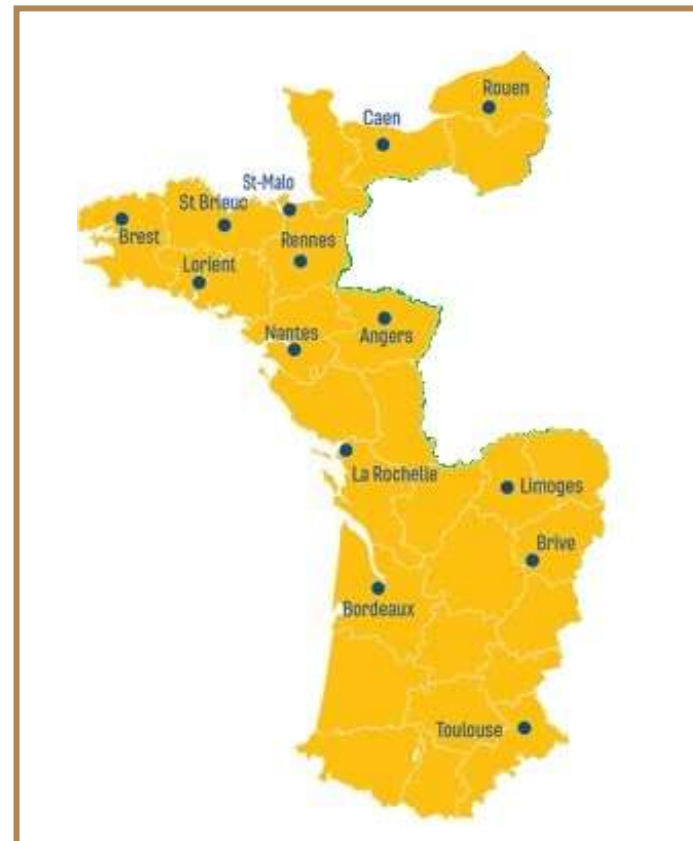 Rouen
Caen
St-Malo
St Brieuc
Brest
Rennes
Lorient
Nantes
Angers
La Rochelle
Limoges
Brive
Bordeaux
Toulouse